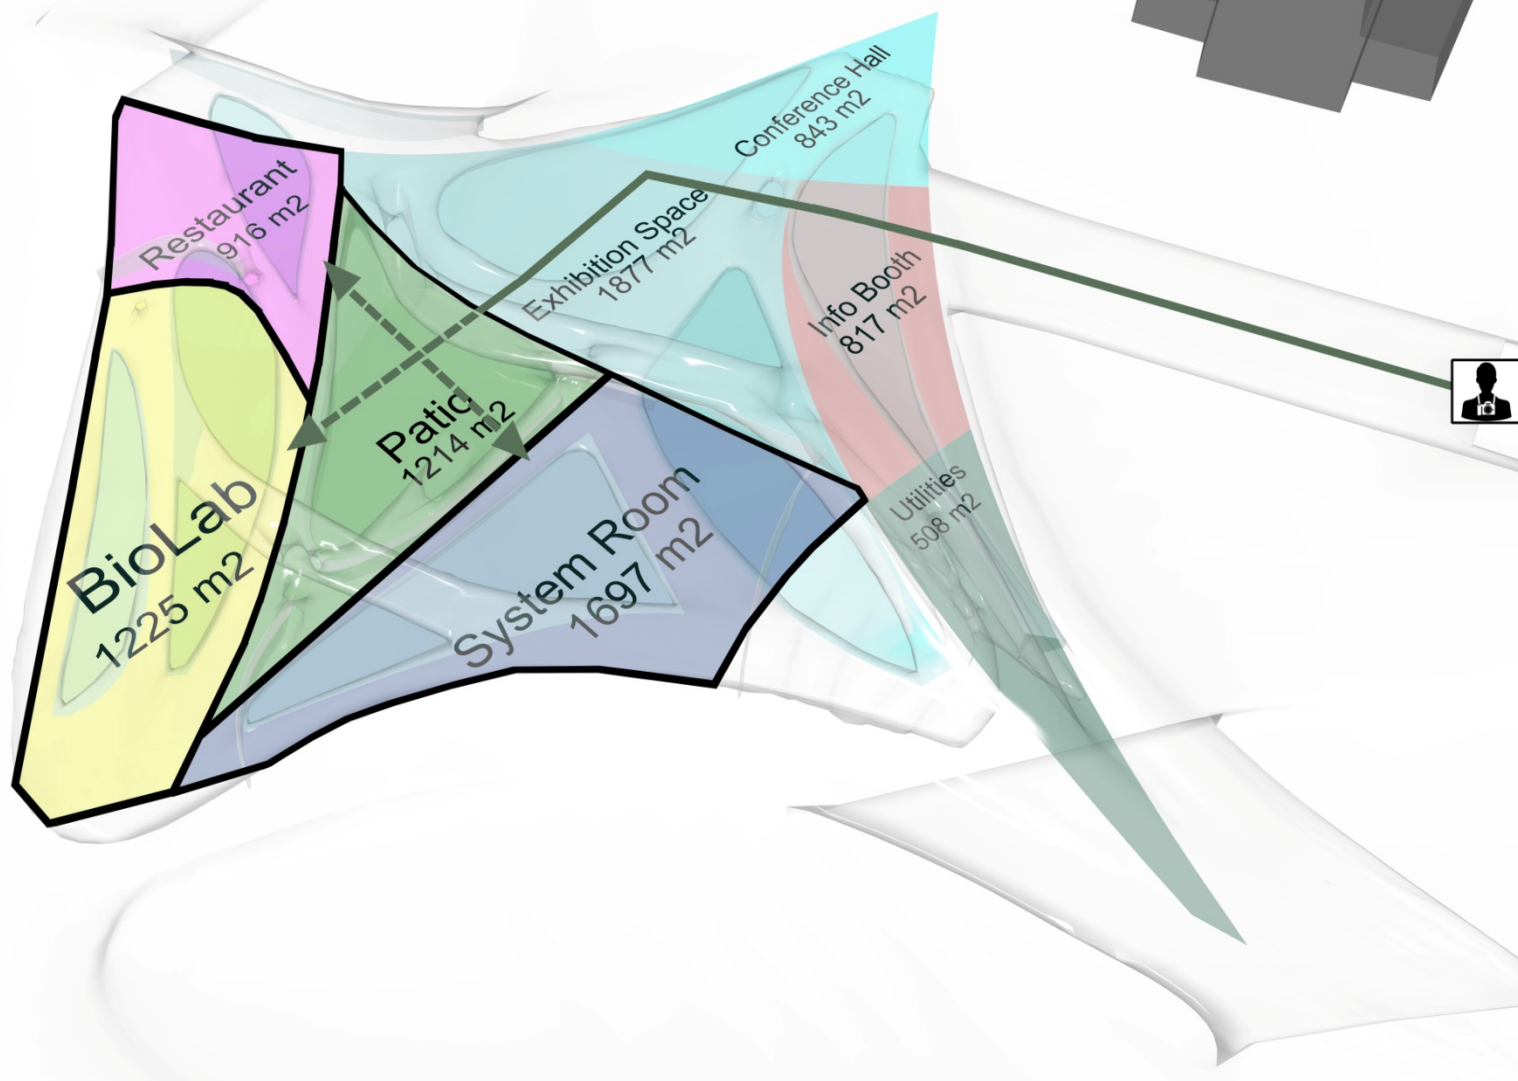 Conference Hall
843 m2
Restaurant
916 m2
Exhibition Space
1877 m2
Info Booth
817 m2
Patio
1214 m2
BioLab
1225 m2
System Room
1697 m2
Utilities
508 m2